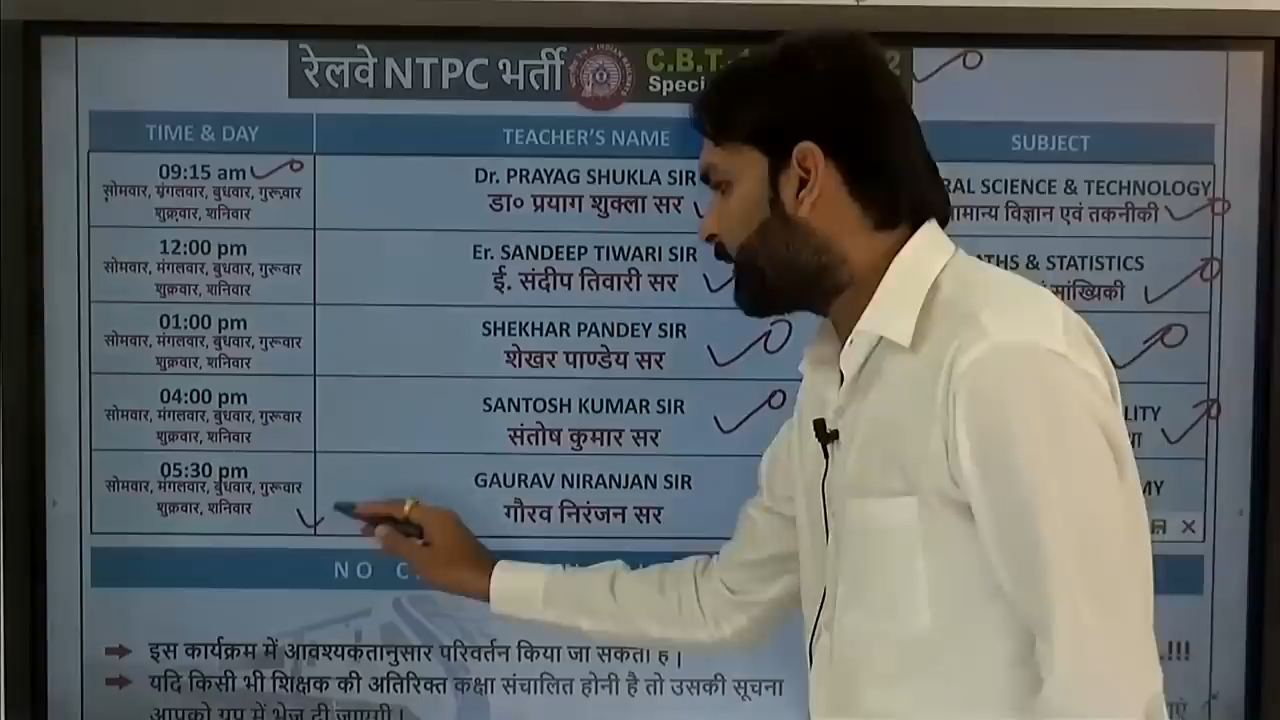 रेलवे NTPC भर्ती
C.B.T.
TIME & DAY
TEACHER'S NAME
SUBJECT
09:15 am
सोमवार, मंगलवार, बुधवार, गुरूवार
शुक्रवार, शनिवार
Dr. PRAYAG SHUKLA SIR
डा० प्रयाग शुक्ला सर
SCIENCE & TECHNOLOGY
विज्ञान एवं तकनीकी
12:00 pm
सोमवार, मंगलवार, बुधवार, गुरूवार
शुक्रवार, शनिवार
Er. SANDEEP TIWARI SIR
ई. संदीप तिवारी सर
& STATISTICS
सांख्यिकी
01:00 pm
सोमवार, मंगलवार, बुधवार, गुरूवार
शुक्रवार, शनिवार
SHEKHAR PANDEY SIR
शेखर पाण्डेय सर
04:00 pm
सोमवार, मंगलवार, बुधवार, गुरूवार
शुक्रवार, शनिवार
SANTOSH KUMAR SIR
संतोष कुमार सर
05:30 pm
सोमवार, मंगलवार, बुधवार, गुरूवार
शुक्रवार, शनिवार
GAURAV NIRANJAN SIR
गौरव निरंजन सर
NO
इस कार्यक्रम में आवश्यकतानुसार परिवर्तन किया जा सकता है।
यदि किसी भी शिक्षक की अतिरिक्त कक्षा संचालित होनी है तो उसकी सूचना
आपको ग्रुप में भेज दी जाएगी।